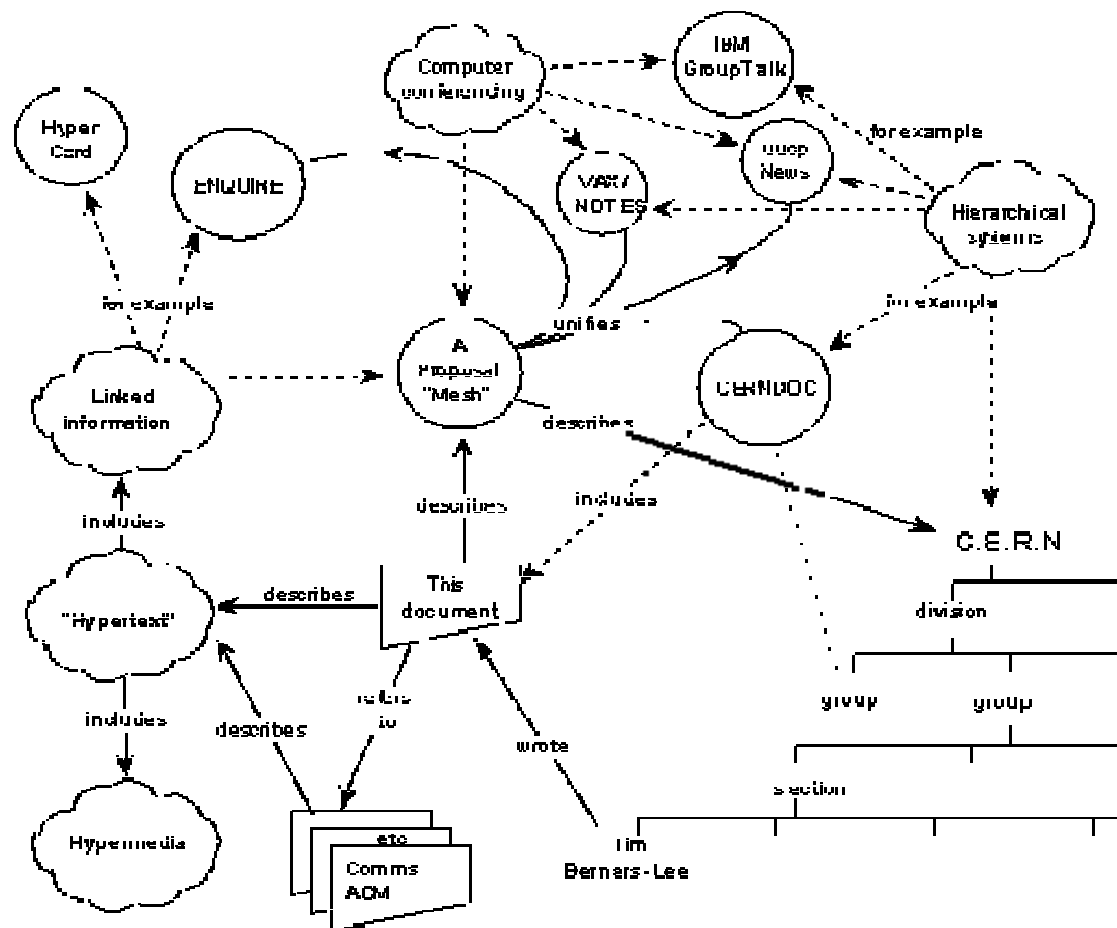 IBM
GroupTalk
Computer
conferencing
Hyper
Card
for example
uucp
News
ENQUIRE
VAX/
NOTES
Hierarchical
systems
for example
for example
unifies
A
Proposal
"Mesh"
CERNDOC
Linked
information
describes
includes
describes
includes
C.E.R.N
This
document
describes
"Hypertext"
division
refers
to
group
group
includes
describes
wrote
section
Hypermedia
etc
Tim
Berners-Lee
Comms
ACM